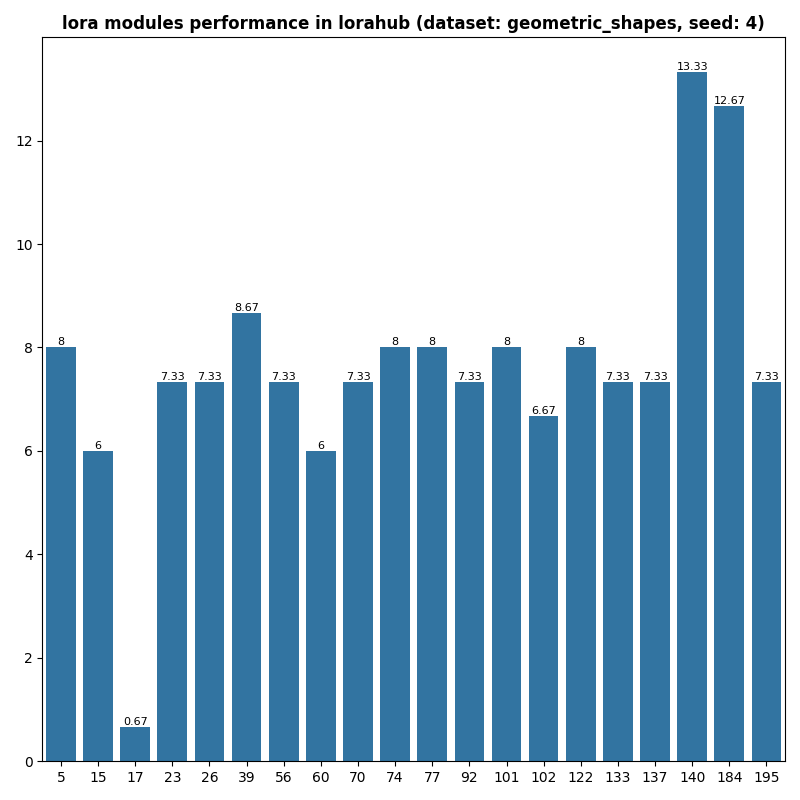 lora modules performance in lorahub (dataset: geometric_shapes, seed: 4)
13.33
12.67
12
10
8.67
8 8 8 8 8 8
7.33 7.33 7.33 7.33 7.33 7.33 7.33 7.33
6.67
6 6 6
4
2
0.67
0
5 15 17 23 26 39 56 60 70 74 77 92 101 102 122 133 137 140 184 195